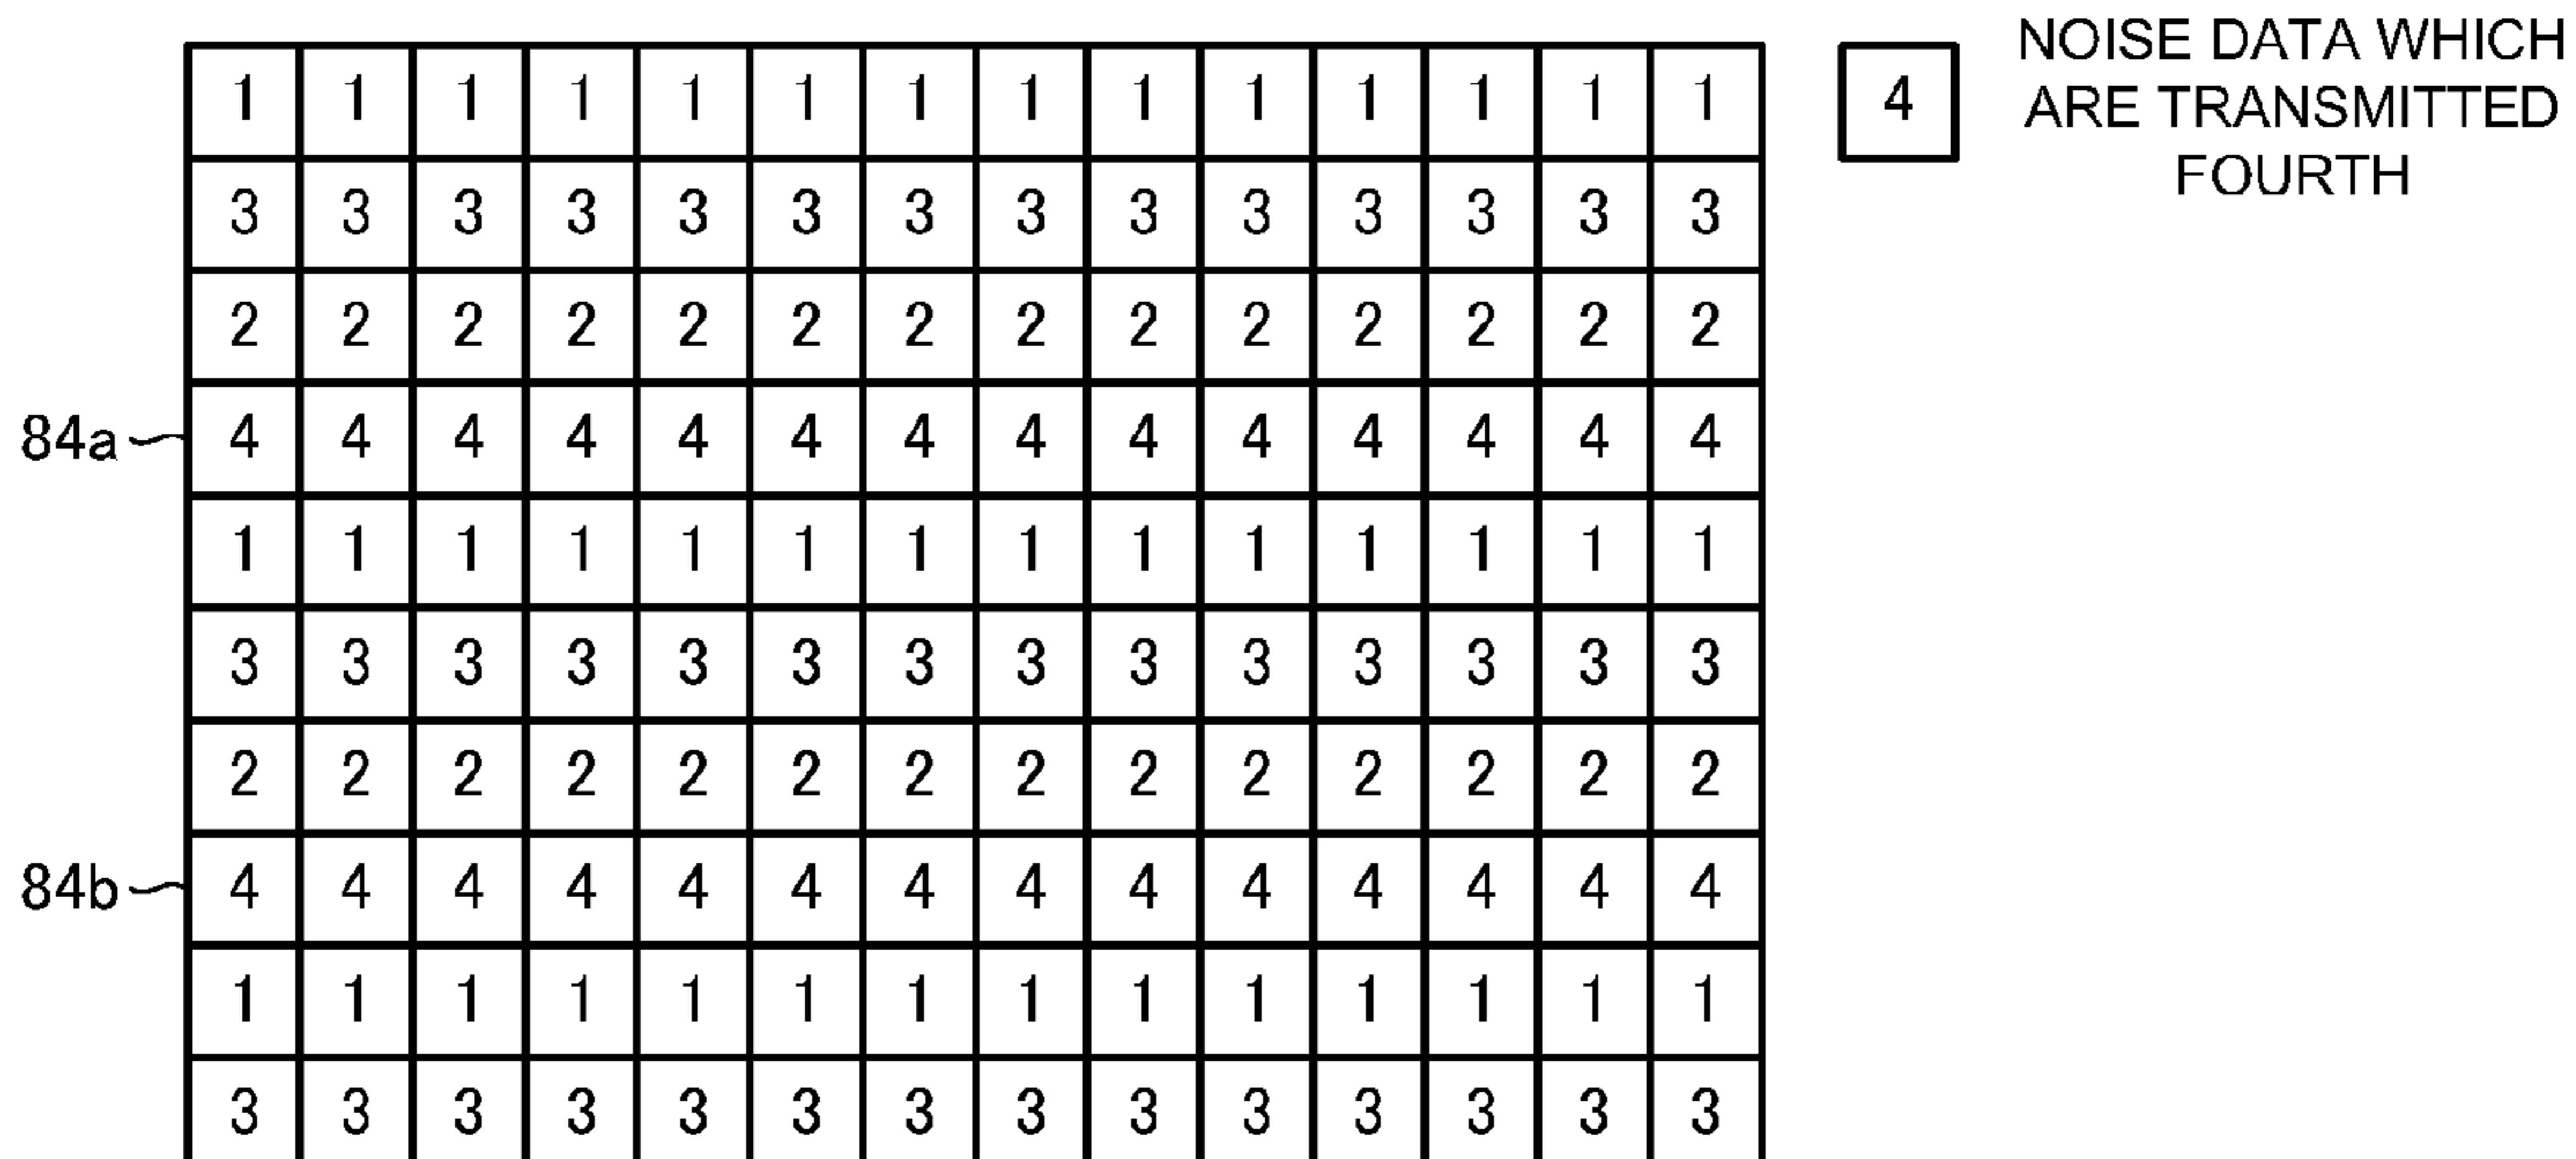 1 1 1 1 1 1 1 1 1 1 1 1 1 1
3 3 3 3 3 3 3 3 3 3 3 3 3 3
2 2 2 2 2 2 2 2 2 2 2 2 2 2
84a 4 4 4 4 4 4 4 4 4 4 4 4 4 4
1 1 1 1 1 1 1 1 1 1 1 1 1 1
3 3 3 3 3 3 3 3 3 3 3 3 3 3
2 2 2 2 2 2 2 2 2 2 2 2 2 2
84b 4 4 4 4 4 4 4 4 4 4 4 4 4 4
1 1 1 1 1 1 1 1 1 1 1 1 1 1
3 3 3 3 3 3 3 3 3 3 3 3 3 3
4
NOISE DATA WHICH
ARE TRANSMITTED
FOURTH